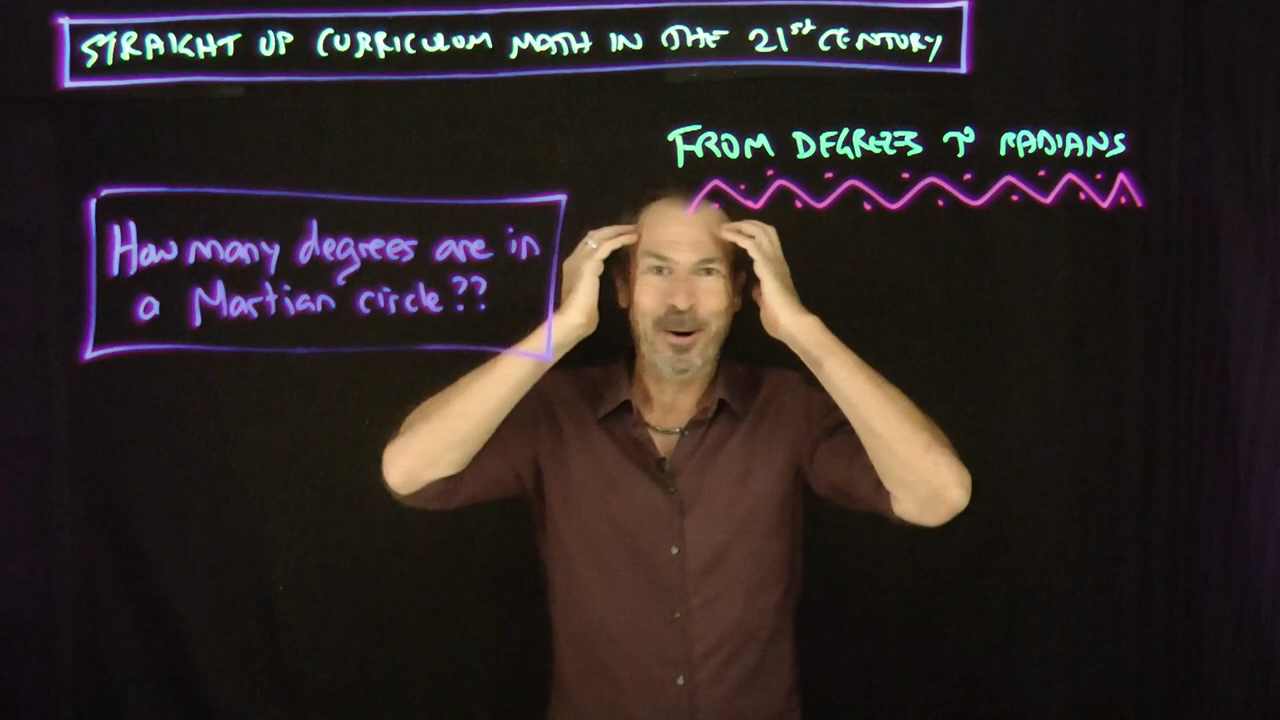 STRAIGHT UP CURRICULUM MATH IN THE 21st CENTURY
FROM DEGREES TO RADIANS
How many degrees are in
a Martian circle??